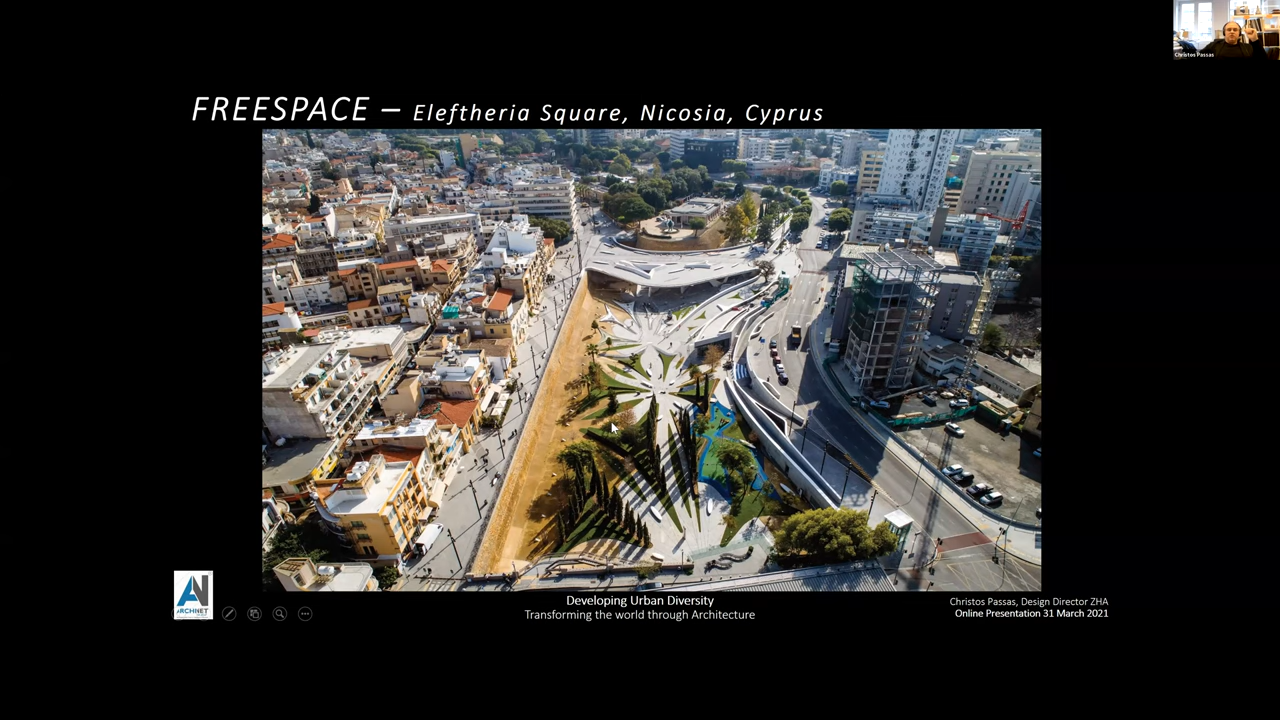 Christos Passas
FREESPACE – Eleftheria Square, Nicosia, Cyprus
ARCHNET
Developing Urban Diversity
Transforming the world through Architecture
Christos Passas, Design Director ZHA
Online Presentation 31 March 2021